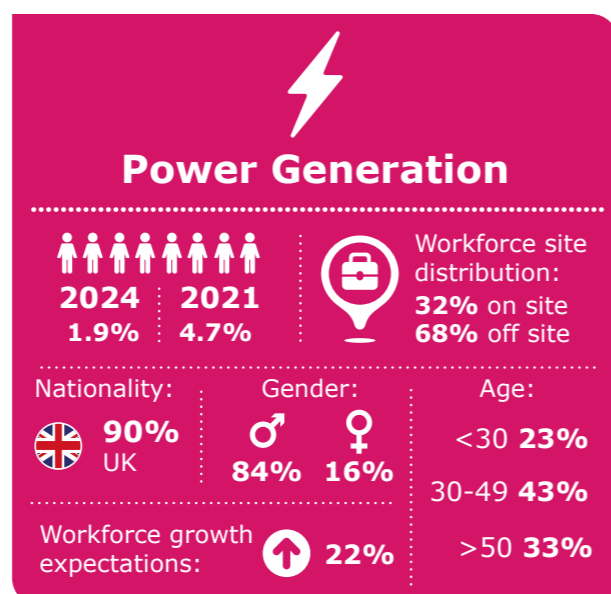 Power Generation
2024 2021
1.9% 4.7%
Workforce site
distribution:
32% on site
68% off site
Nationality:
90%
UK
Gender:
84% 16%
Age:
<30 23%
30-49 43%
>50 33%
Workforce growth
expectations:
22%